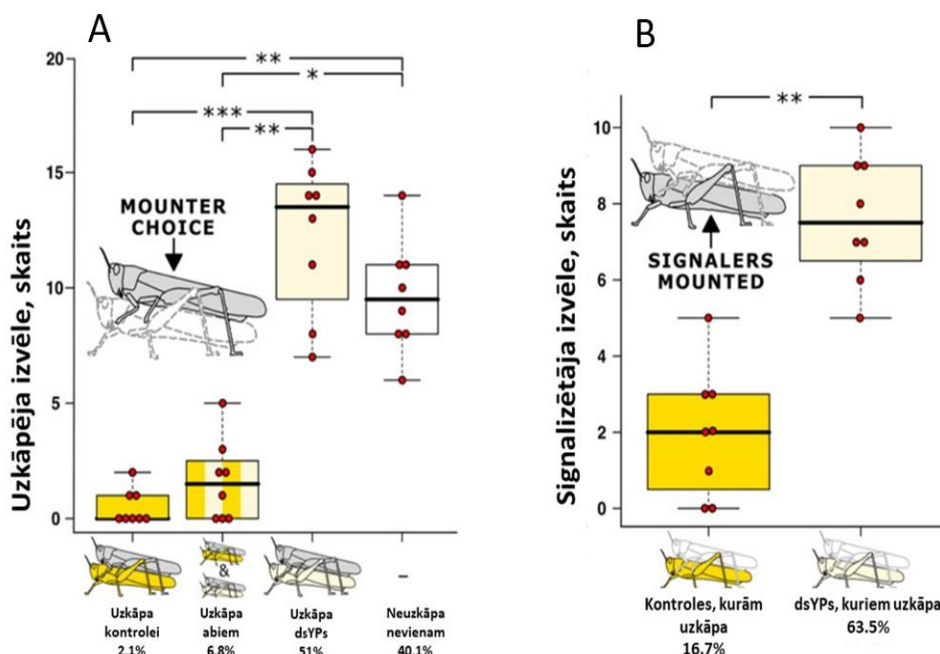 A
20
**
*
***
**
15
MOUNTER
CHOICE
10
5
0
Uzkāpēja izvēle, skaits
&
–
Uzkāpa
kontrolei
2.1%
Uzkāpa
abiem
6.8%
Uzkāpa
dsYPs
51%
Neuzkāpa
nevienam
40.1%
B
**
10
8
SIGNALERS
MOUNTED
6
4
2
0
Signalizētāja izvēle, skaits
Kontroles, kurām
uzkāpa
16.7%
dsYPs, kuriem uzkāpa
63.5%